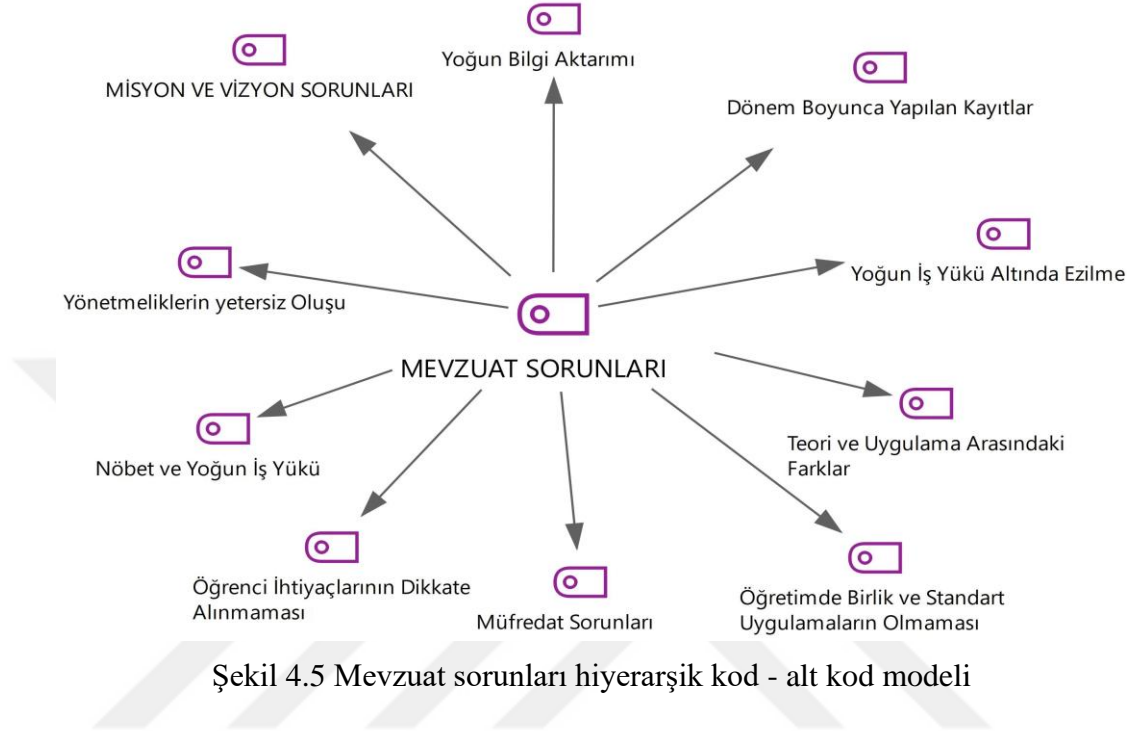 Yoğun Bilgi Aktarımı
MİSYON VE VİZYON SORUNLARI
Dönem Boyunca Yapılan Kayıtlar
Yoğun İş Yükü Altında Ezilme
Yönetmeliklerin yetersiz Oluşu
MEVZUAT SORUNLARI
Teori ve Uygulama Arasındaki
Farklar
Nöbet ve Yoğun İş Yükü
Öğrenci İhtiyaçlarının Dikkate
Alınmaması
Müfredat Sorunları
Öğretimde Birlik ve Standart
Uygulamaların Olmaması
Şekil 4.5 Mevzuat sorunları hiyerarşik kod - alt kod modeli